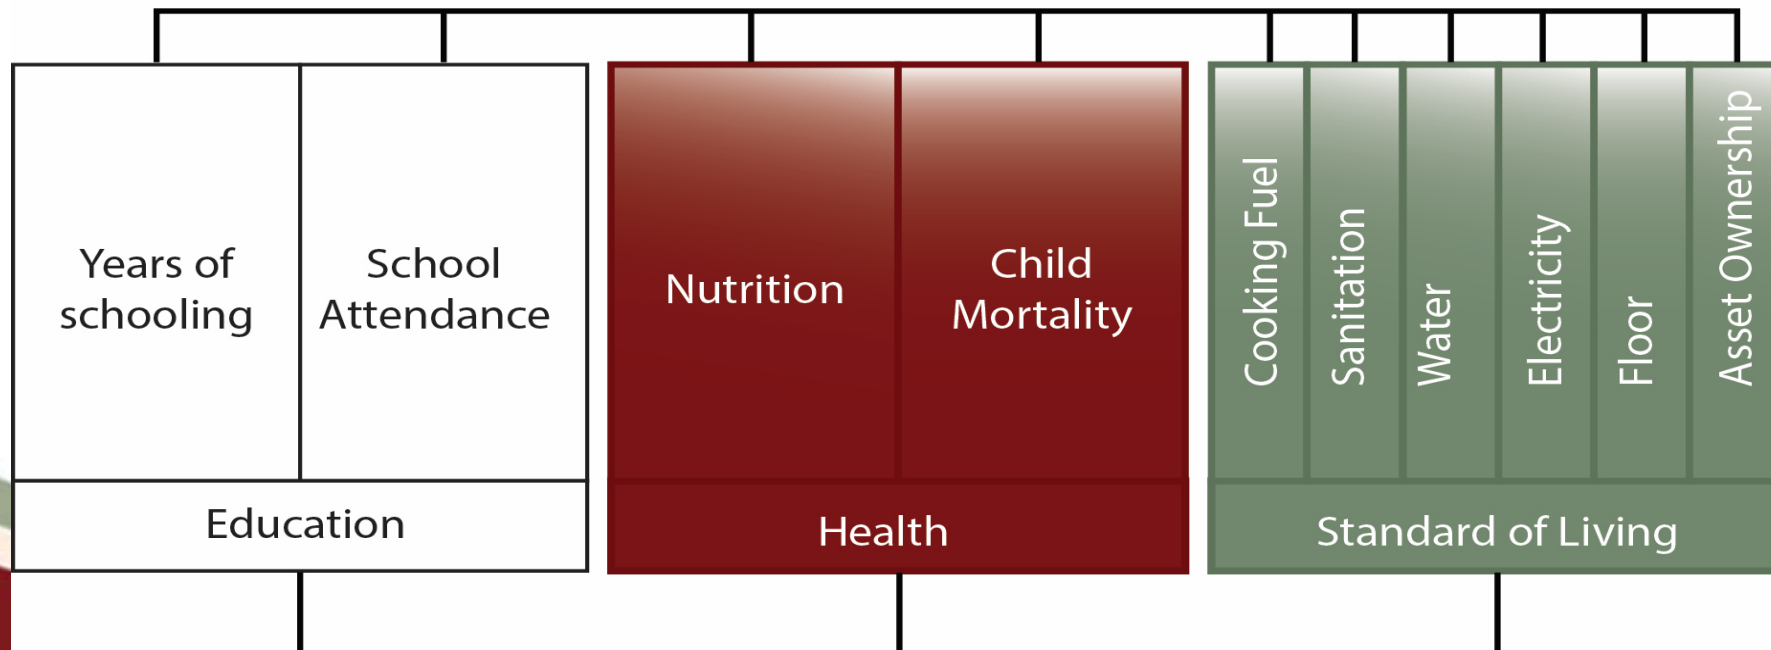 Years of
schooling
School
Attendance
Education
Nutrition
Child
Mortality
Health
Cooking Fuel
Sanitation
Water
Electricity
Floor
Asset Ownership
Standard of Living